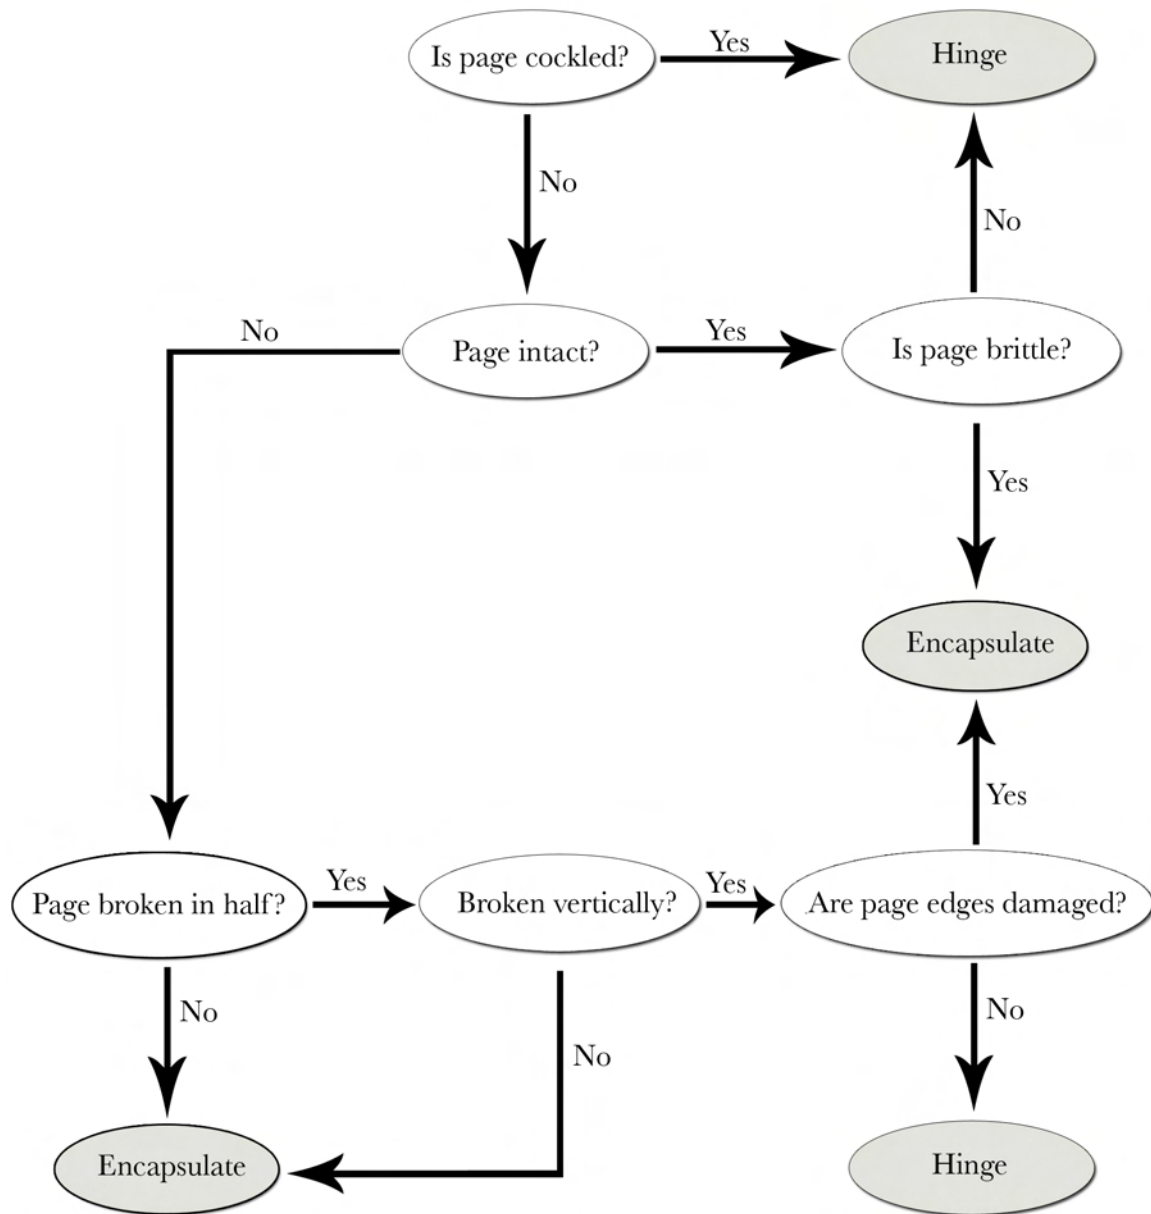 Is page cockled?
Yes
Hinge
No
No
No
Page intact?
Yes
Is page brittle?
Yes
Encapsulate
Yes
Page broken in half?
Yes
Broken vertically?
Yes
Are page edges damaged?
No
No
No
Encapsulate
Hinge